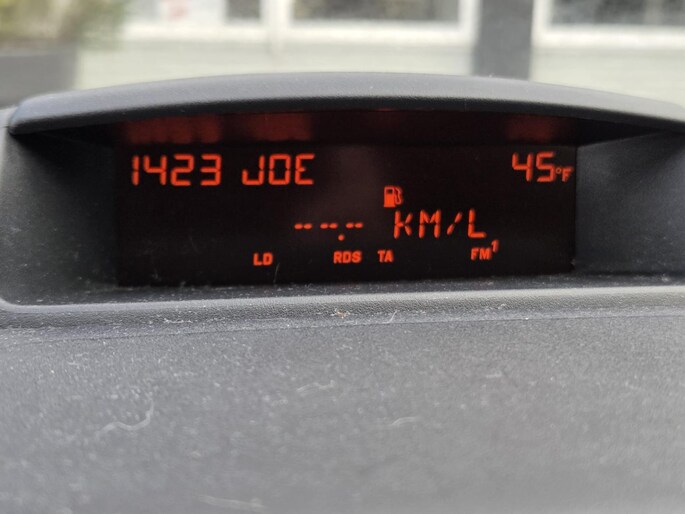 1423 JOE 45°F
--.-- KM/L
LD RDS TA FM1